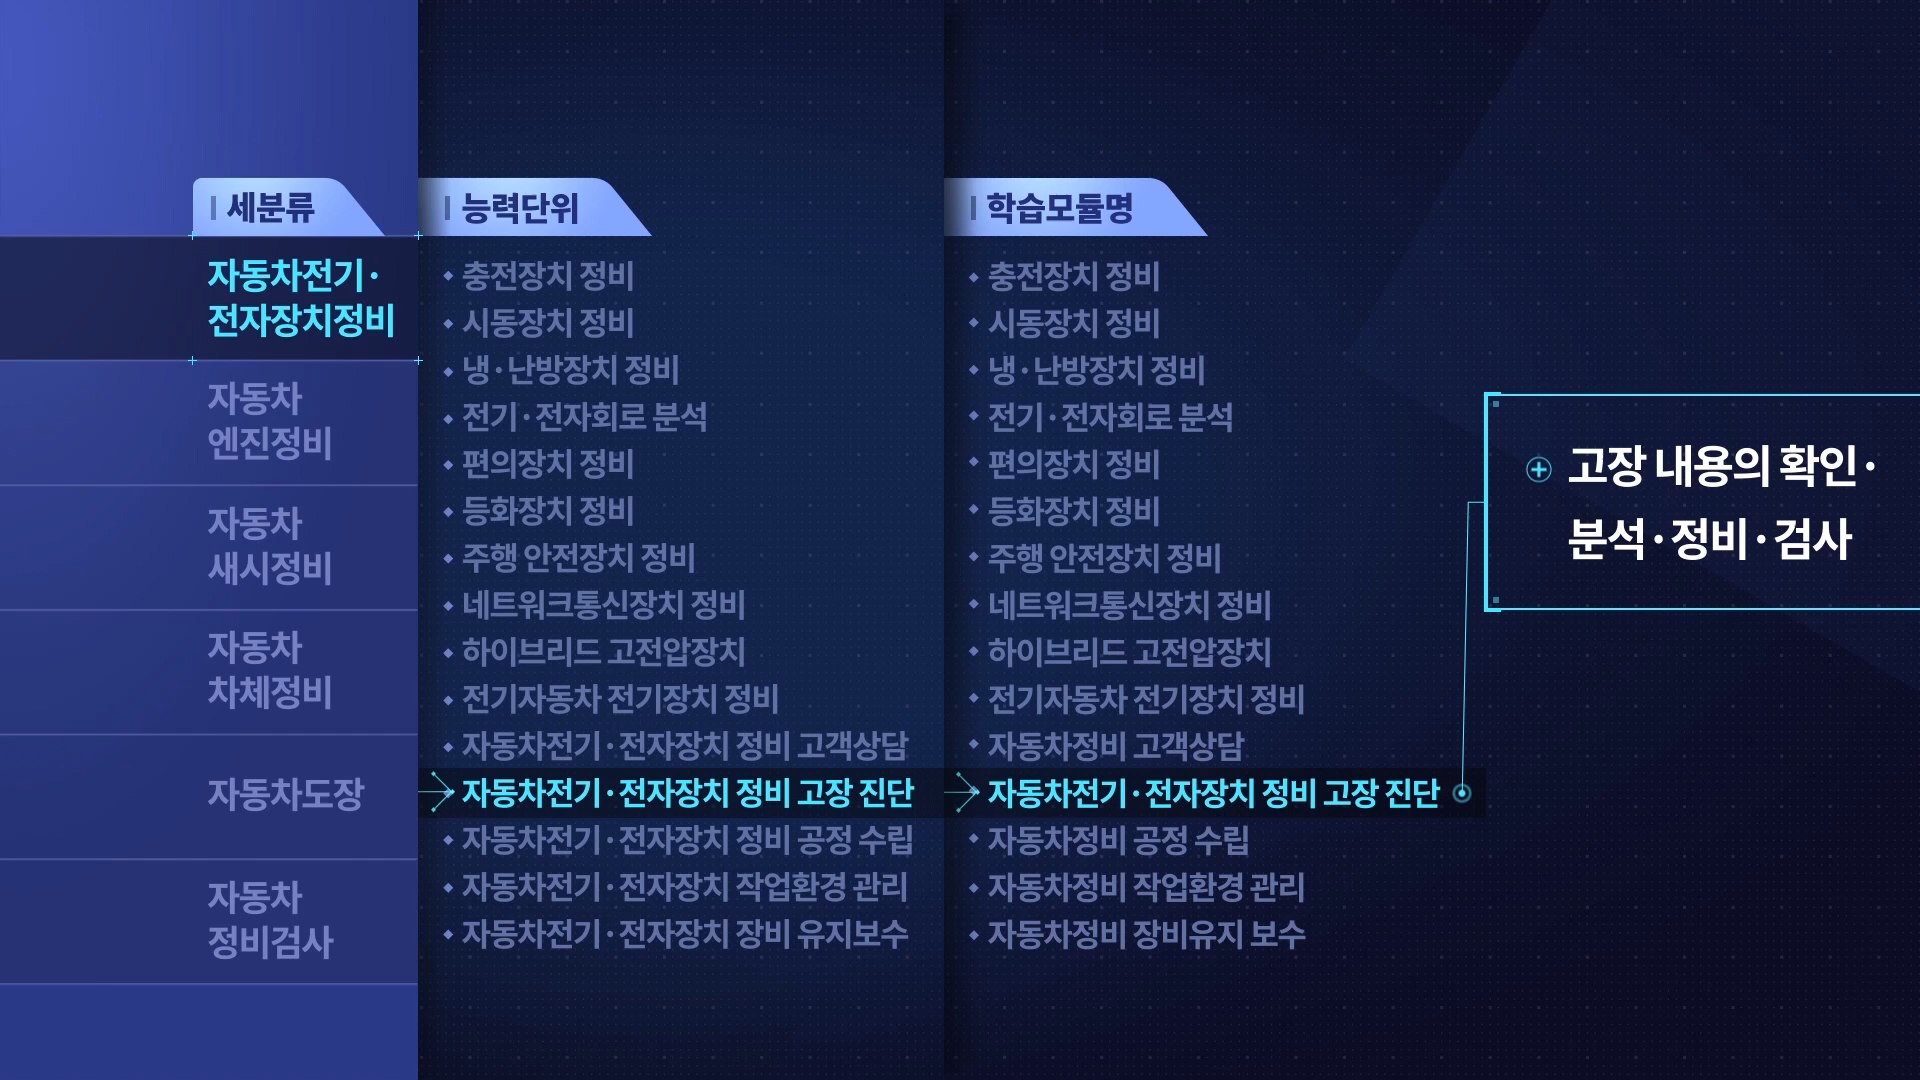 세분류
자동차전기·
전자장치정비
자동차
엔진정비
자동차
새시정비
자동차
차체정비
자동차도장
자동차
정비검사
능력단위
충전장치 정비
시동장치 정비
냉·난방장치 정비
전기·전자회로 분석
편의장치 정비
등화장치 정비
주행 안전장치 정비
네트워크통신장치 정비
하이브리드 고전압장치
전기자동차 전기장치 정비
자동차전기·전자장치 정비 고객상담
자동차전기·전자장치 정비 고장 진단
자동차전기·전자장치 정비 공정 수립
자동차전기·전자장치 작업환경 관리
자동차전기·전자장치 장비 유지보수
학습모듈명
충전장치 정비
시동장치 정비
냉·난방장치 정비
전기·전자회로 분석
편의장치 정비
등화장치 정비
주행 안전장치 정비
네트워크통신장치 정비
하이브리드 고전압장치
전기자동차 전기장치 정비
자동차정비 고객상담
자동차전기·전자장치 정비 고장 진단
자동차정비 공정 수립
자동차정비 작업환경 관리
자동차정비 장비유지 보수
고장 내용의 확인·
분석·정비·검사